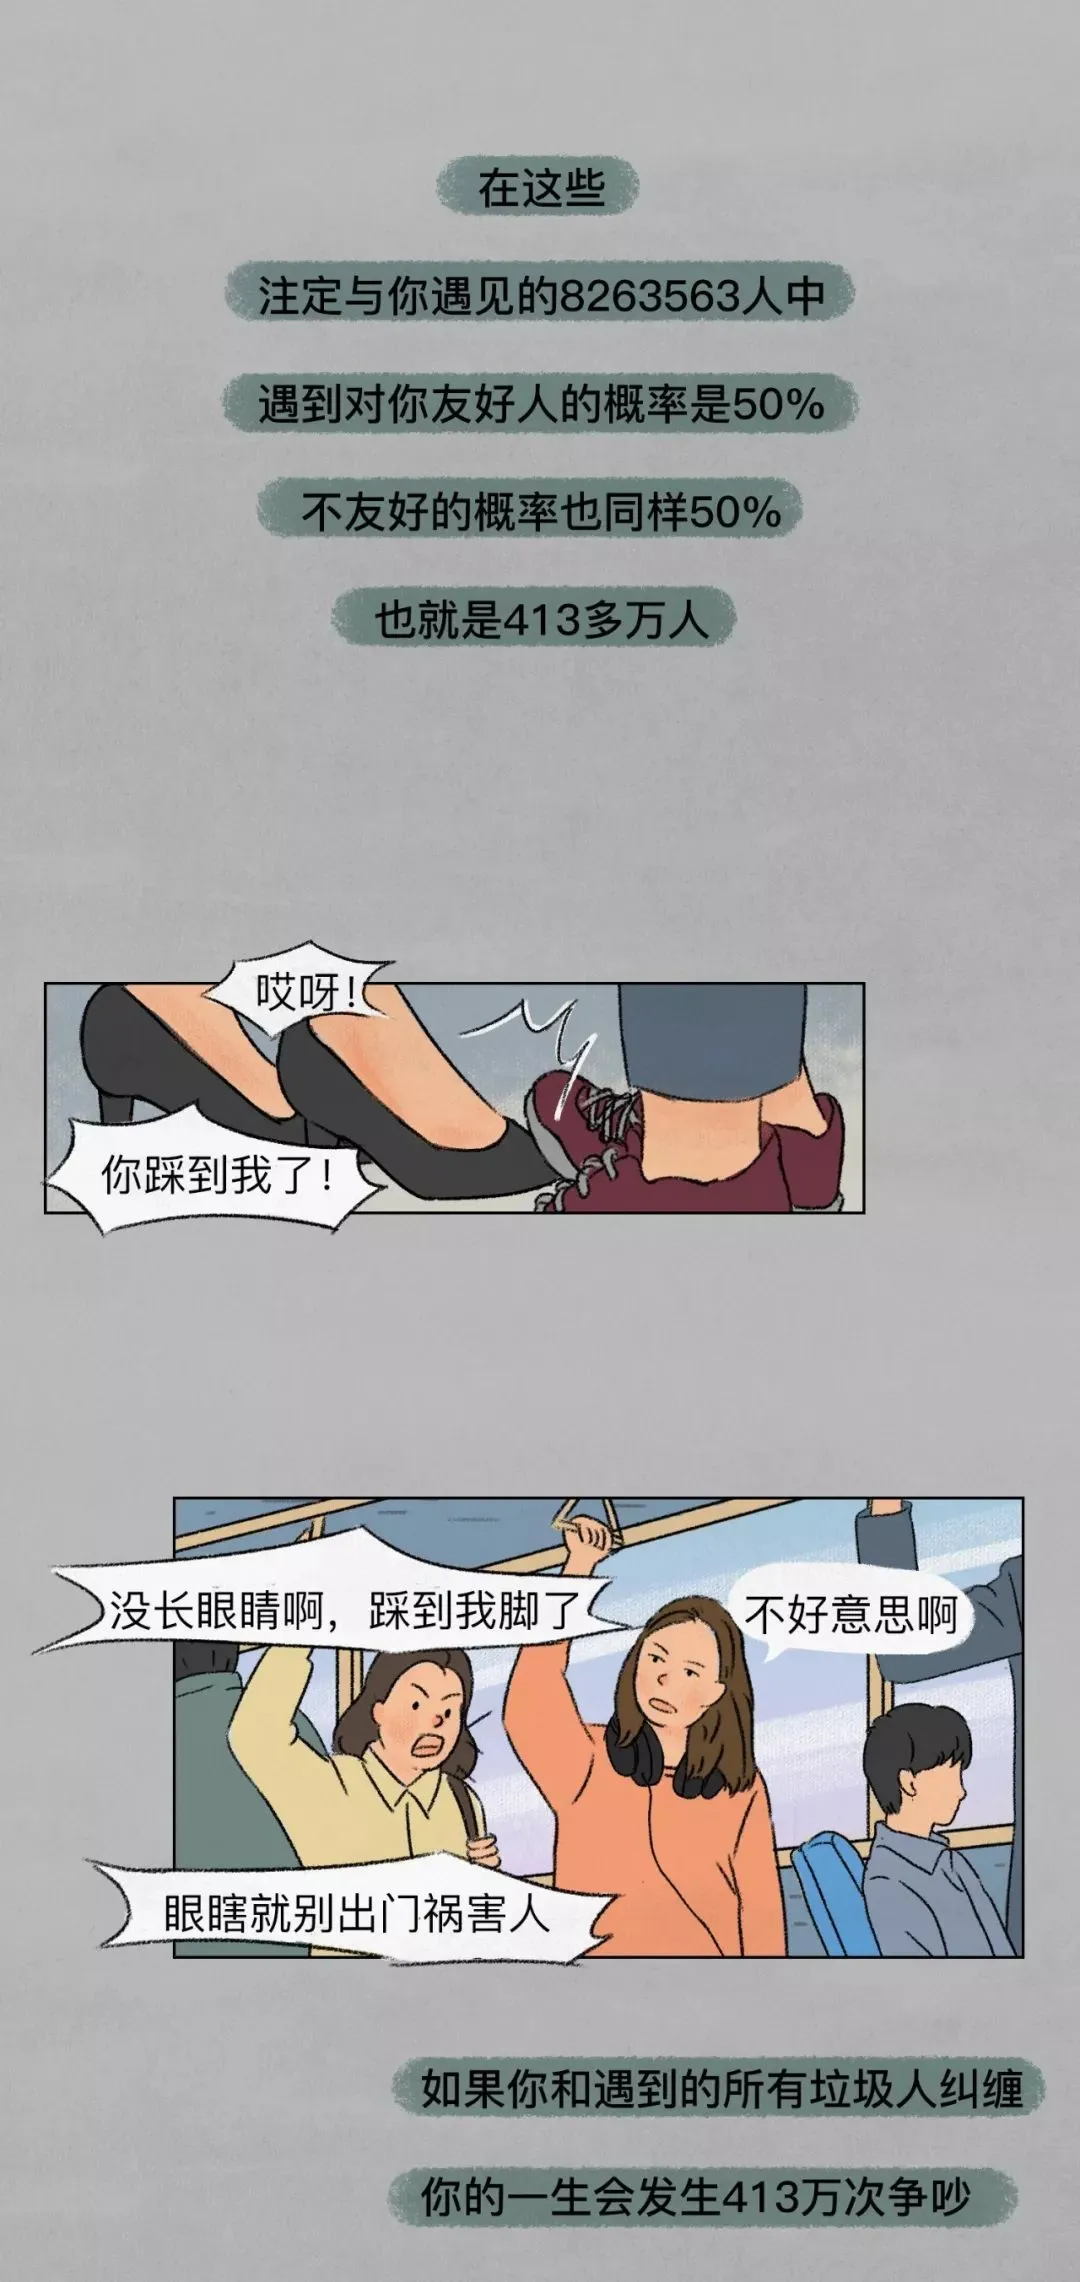 在这些
注定与你遇见的8263563人中
遇到对你友好人的概率是50%
不友好的概率也同样50%
也就是413多万人
哎呀!
你踩到我了!
没长眼睛啊，踩到我脚了
不好意思啊
眼瞎就别出门祸害人
如果你和遇到的所有垃圾人纠缠
你的一生会发生413万次争吵